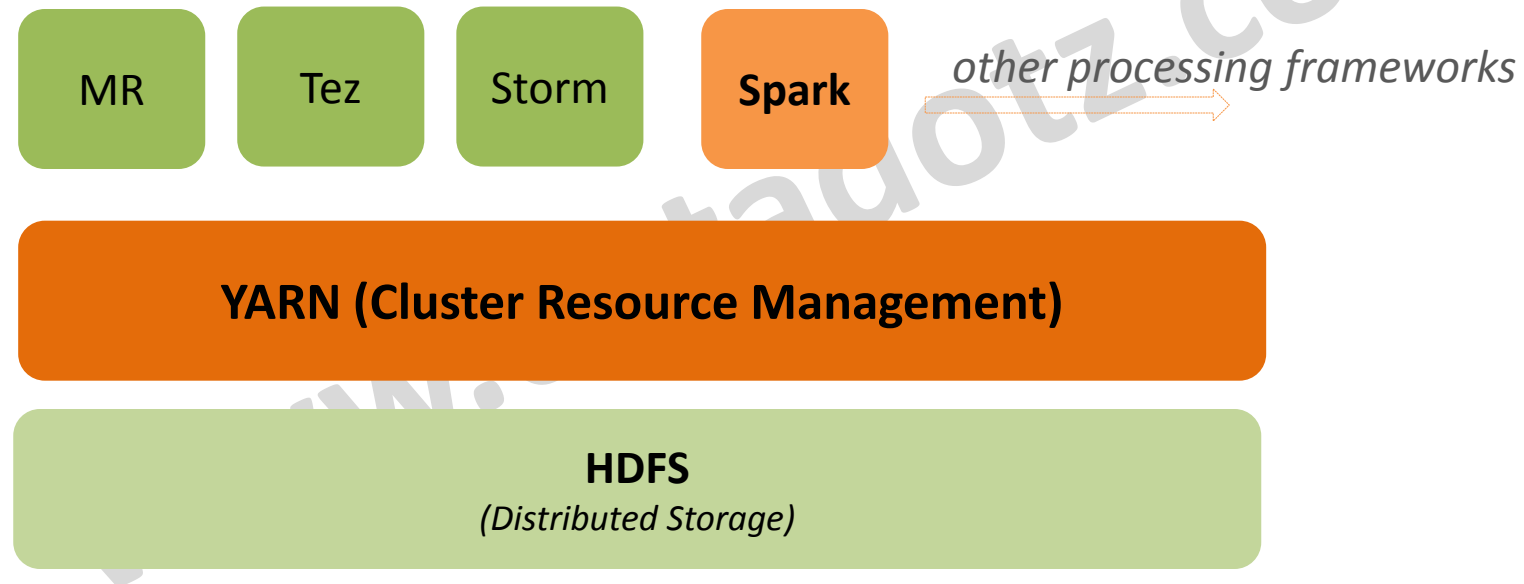 MR
Tez
Storm
Spark
other processing frameworks
YARN (Cluster Resource Management)
HDFS
(Distributed Storage)